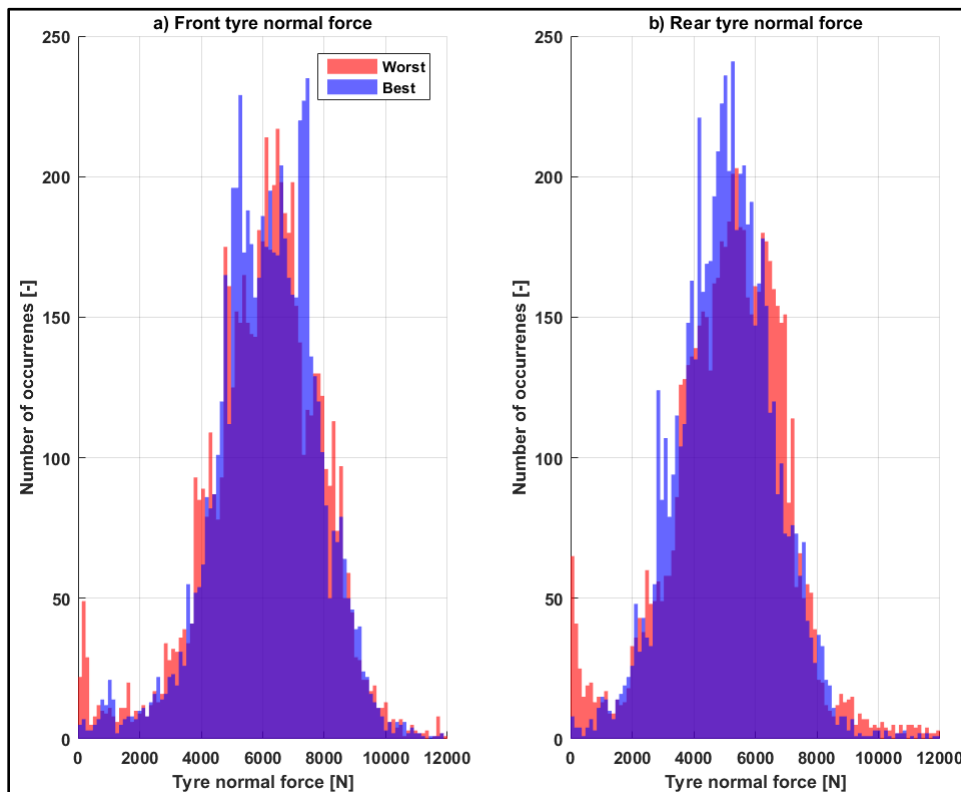 a) Front tyre normal force
250
200
150
100
50
0
Number of occurrenes [-]
0 2000 4000 6000 8000 10000 12000
Tyre normal force [N]
Worst
Best
b) Rear tyre normal force
250
200
150
100
50
0
Number of occurrenes [-]
0 2000 4000 6000 8000 10000 12000
Tyre normal force [N]